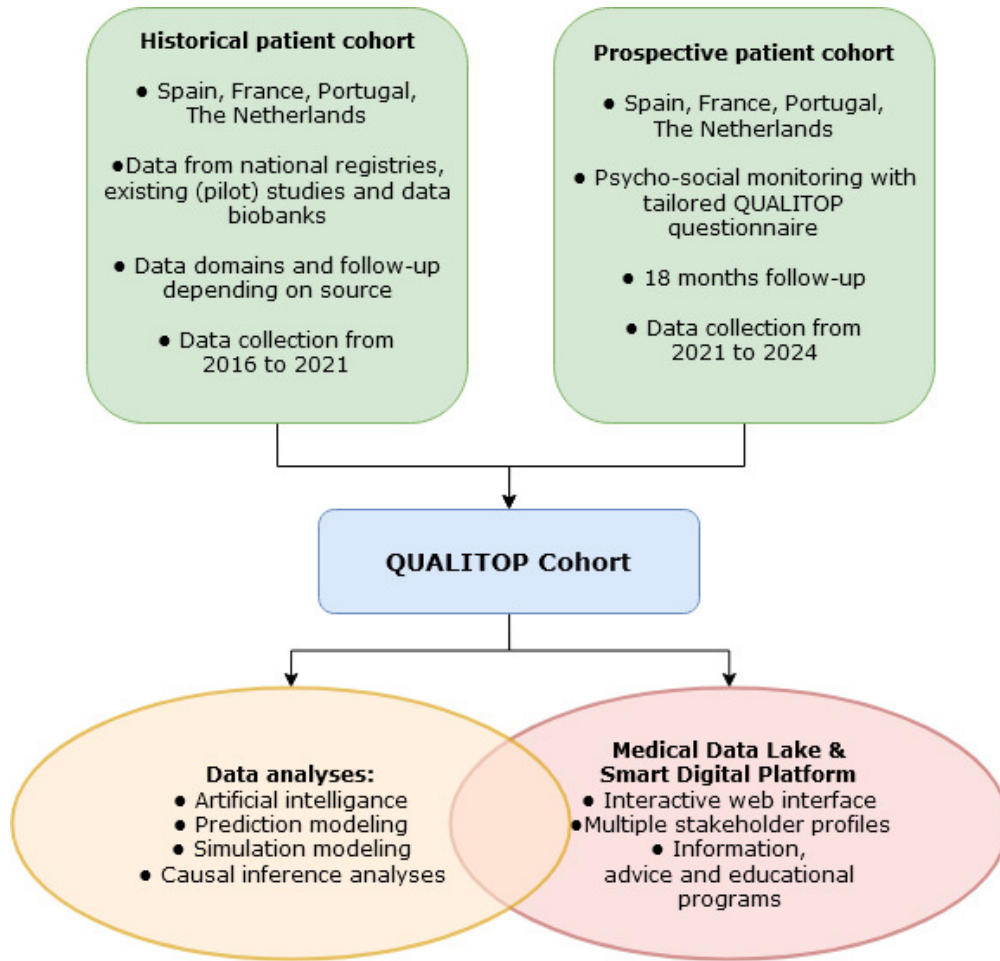 Historical patient cohort
● Spain, France, Portugal,
The Netherlands
●Data from national registries,
existing (pilot) studies and data
biobanks
● Data domains and follow-up
depending on source
● Data collection from
2016 to 2021
Prospective patient cohort
● Spain, France, Portugal,
The Netherlands
● Psycho-social monitoring with
tailored QUALITOP
questionnaire
● 18 months follow-up
● Data collection from
2021 to 2024
QUALITOP Cohort
Data analyses:
● Artificial intelligance
● Prediction modeling
● Simulation modeling
● Causal inference analyses
Medical Data Lake &
Smart Digital Platform
● Interactive web interface
●Multiple stakeholder profiles
● Information,
advice and educational
programs